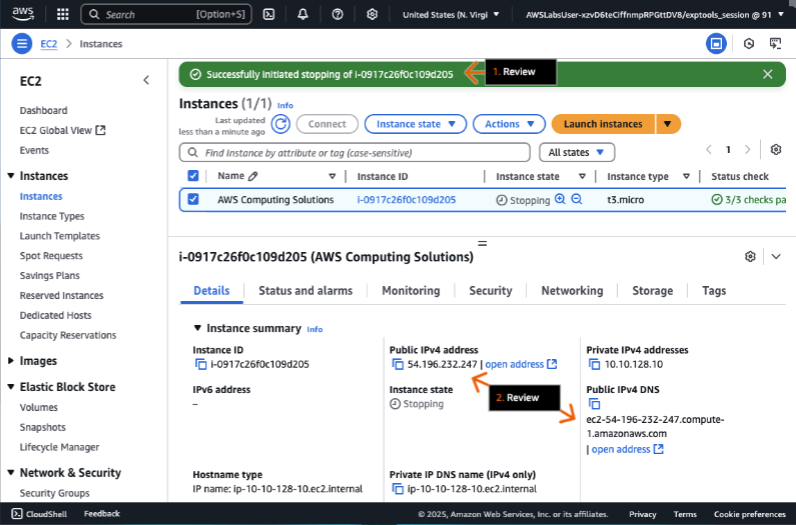 aws
Search [Option+S]
United States (N. Virgi
AWSLabsUser-xzvD6teCiffnmpRPGttDV8/exptools_session @ 91
EC2 > Instances
EC2
Dashboard
EC2 Global View
Events
Instances
Instances
Instance Types
Launch Templates
Spot Requests
Savings Plans
Reserved Instances
Dedicated Hosts
Capacity Reservations
Images
Elastic Block Store
Volumes
Snapshots
Lifecycle Manager
Network & Security
Security Groups
Successfully initiated stopping of i-0917c26f0c109d205
1. Review
Instances (1/1) Info
Last updated
less than a minute ago
Connect
Instance state
Actions
Launch instances
Find Instance by attribute or tag (case-sensitive)
All states
1
Name Instance ID Instance state Instance type Status check
AWS Computing Solutions i-0917c26f0c109d205 Stopping t3.micro 3/3 checks pa
i-0917c26f0c109d205 (AWS Computing Solutions)
Details Status and alarms Monitoring Security Networking Storage Tags
Instance summary Info
Instance ID
i-0917c26f0c109d205
IPv6 address
–
Hostname type
IP name: ip-10-10-128-10.ec2.internal
Public IPv4 address
54.196.232.247 | open address
Instance state
Stopping
2. Review
Private IP DNS name (IPv4 only)
ip-10-10-128-10.ec2.internal
Private IPv4 addresses
10.10.128.10
Public IPv4 DNS
ec2-54-196-232-247.compute-
1.amazonaws.com
| open address
CloudShell Feedback © 2025, Amazon Web Services, Inc. or its affiliates. Privacy Terms Cookie preferences